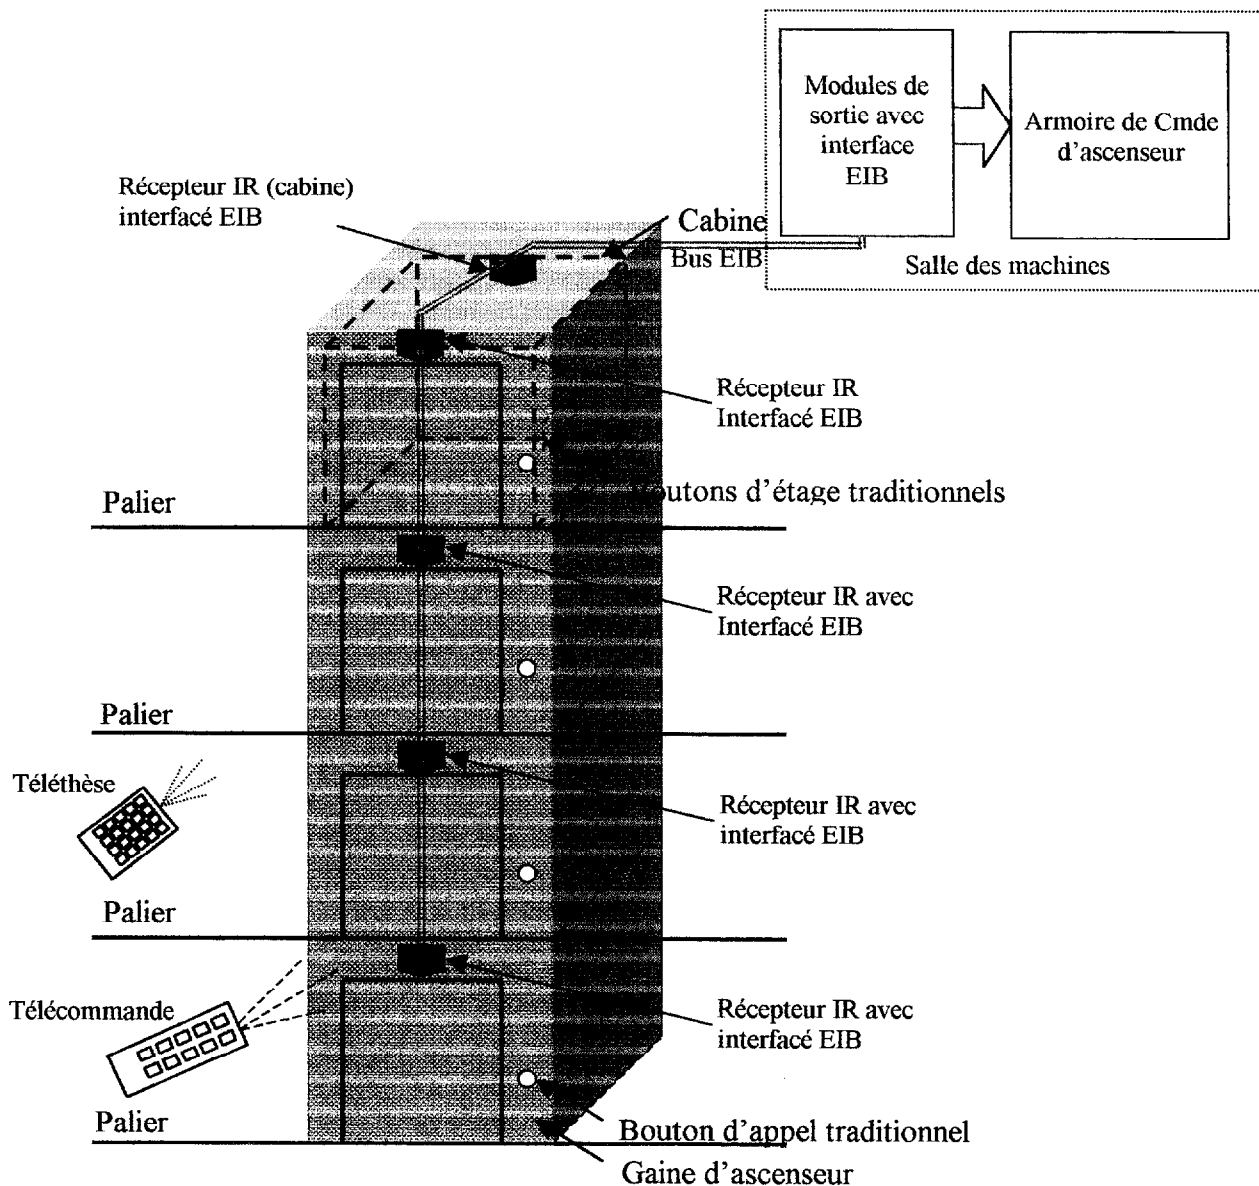 Modules de
sortie avec
interface
EIB
Armoire de Cmde
d'ascenseur
Salle des machines
Récepteur IR (cabine)
interfacé EIB
Cabine
Bus EIB
Récepteur IR
Interfacé EIB
outons d'étage traditionnels
Palier
Récepteur IR avec
Interfacé EIB
Palier
Téléthèse
Récepteur IR avec
interfacé EIB
Palier
Télécommande
Récepteur IR avec
interfacé EIB
Palier
Bouton d'appel traditionnel
Gaine d'ascenseur